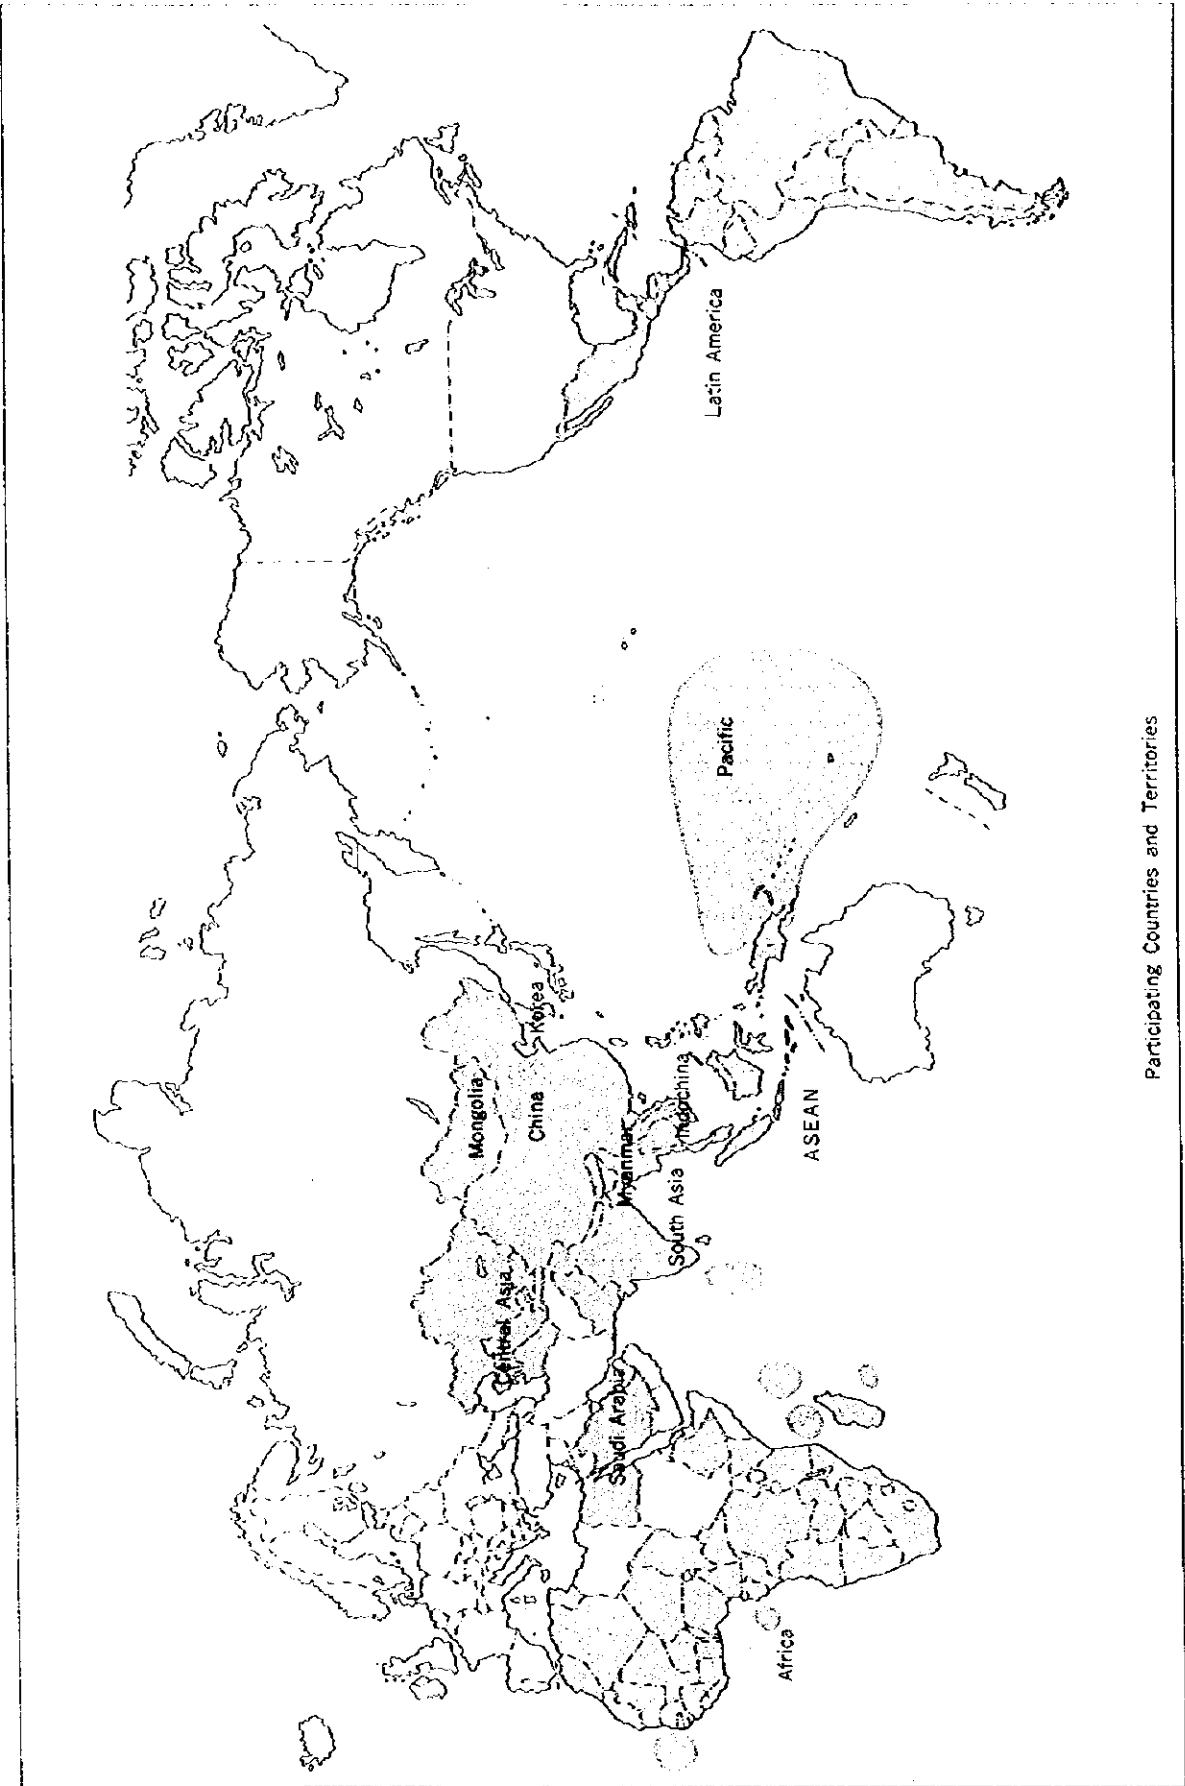 Central Asia
Mongolia
China
Korea
Saudi Arabia
Myanmar
South Asia
Indochina
ASEAN
Africa
Pacific
Latin America
Participating Countries and Territories